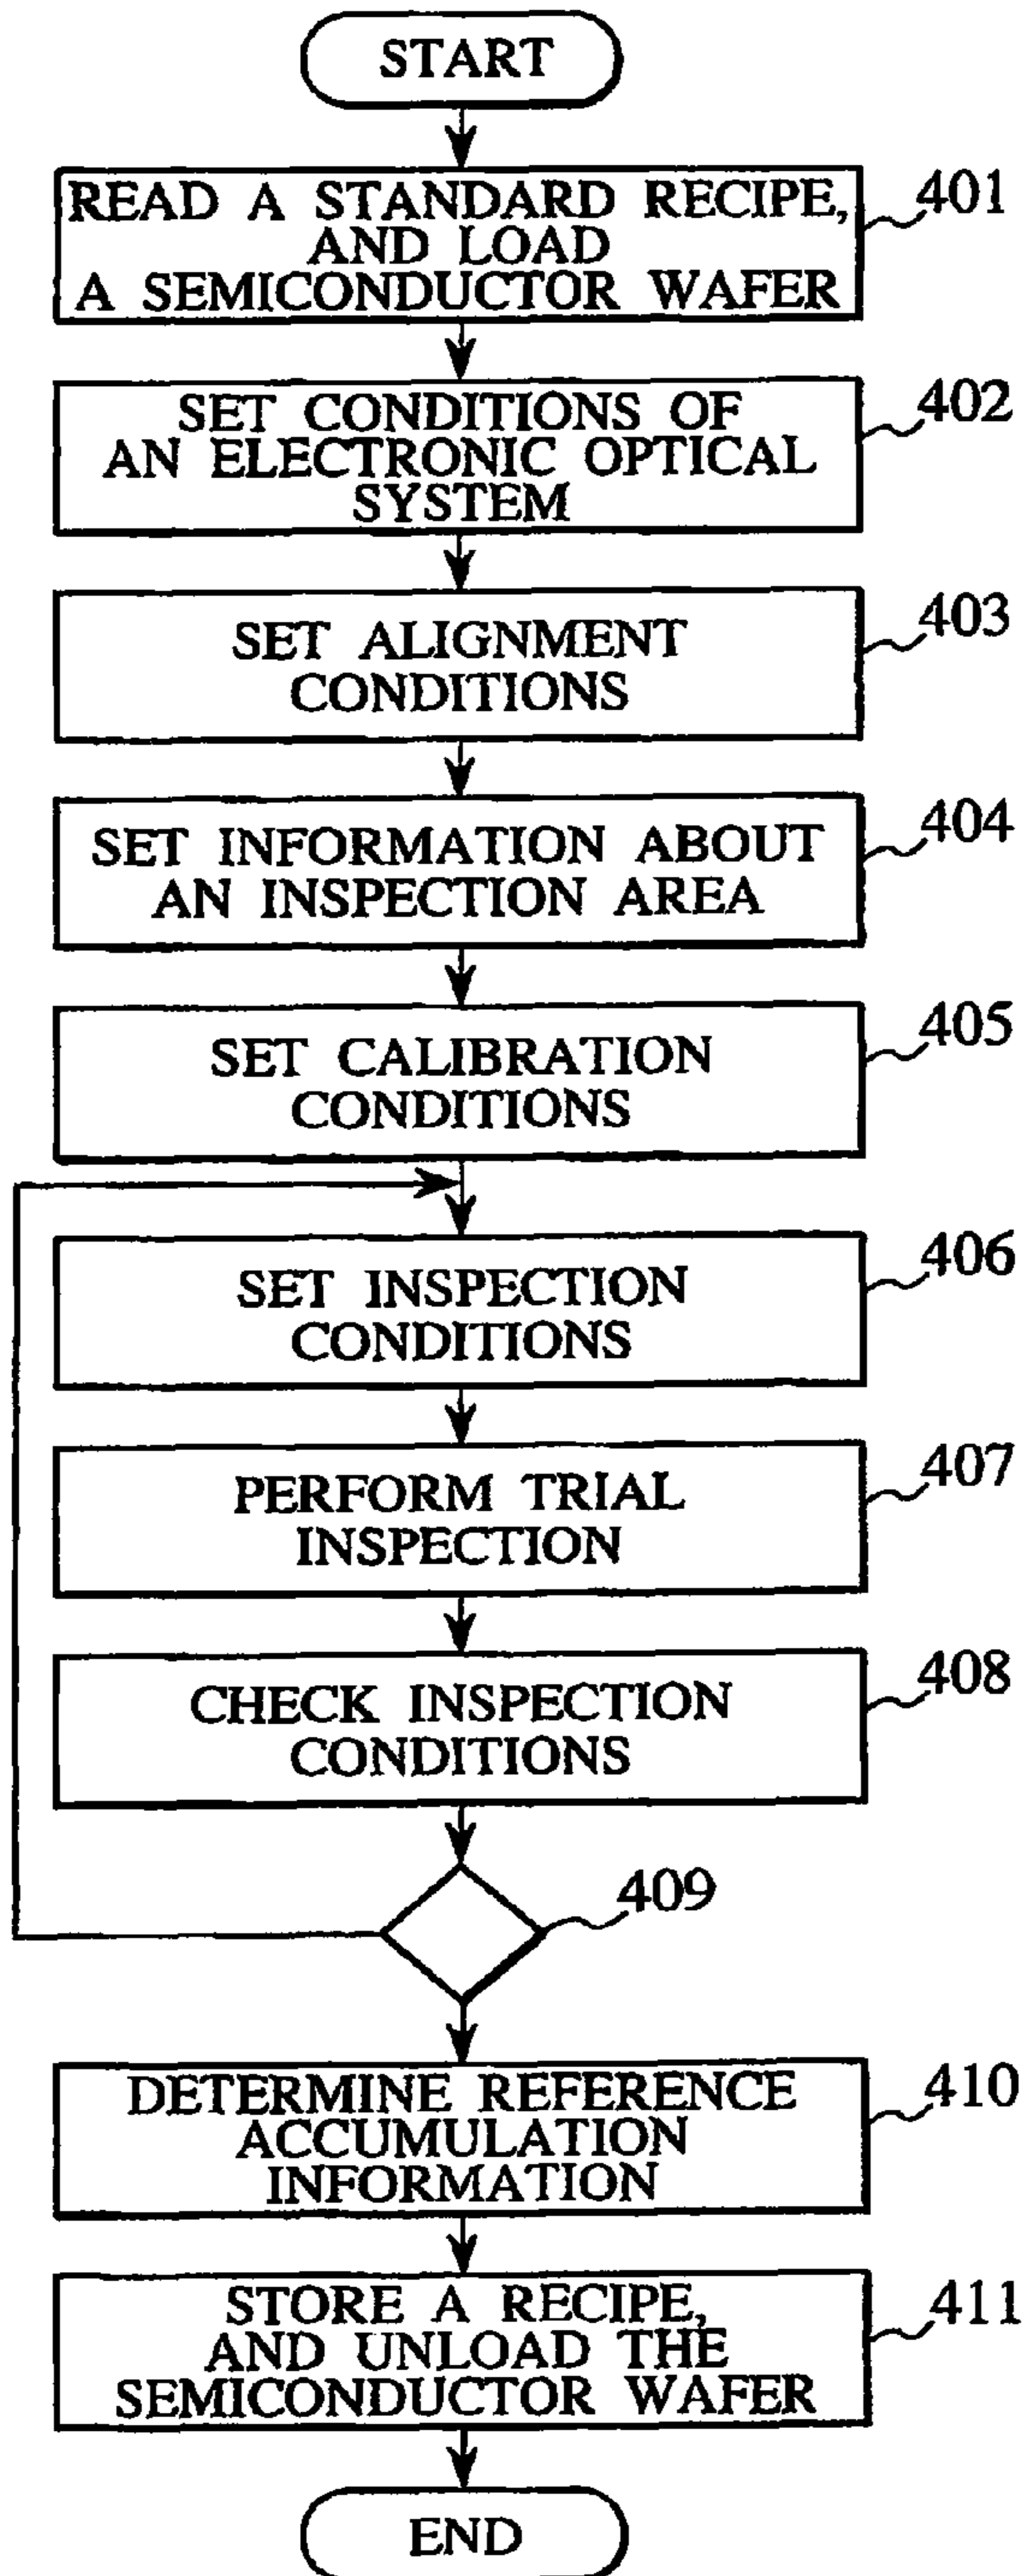 START
READ A STANDARD RECIPE,
AND LOAD
A SEMICONDUCTOR WAFER
401
SET CONDITIONS OF
AN ELECTRONIC OPTICAL
SYSTEM
402
SET ALIGNMENT
CONDITIONS
403
SET INFORMATION ABOUT
AN INSPECTION AREA
404
SET CALIBRATION
CONDITIONS
405
SET INSPECTION
CONDITIONS
406
PERFORM TRIAL
INSPECTION
407
CHECK INSPECTION
CONDITIONS
408
409
DETERMINE REFERENCE
ACCUMULATION
INFORMATION
410
STORE A RECIPE,
AND UNLOAD THE
SEMICONDUCTOR WAFER
411
END